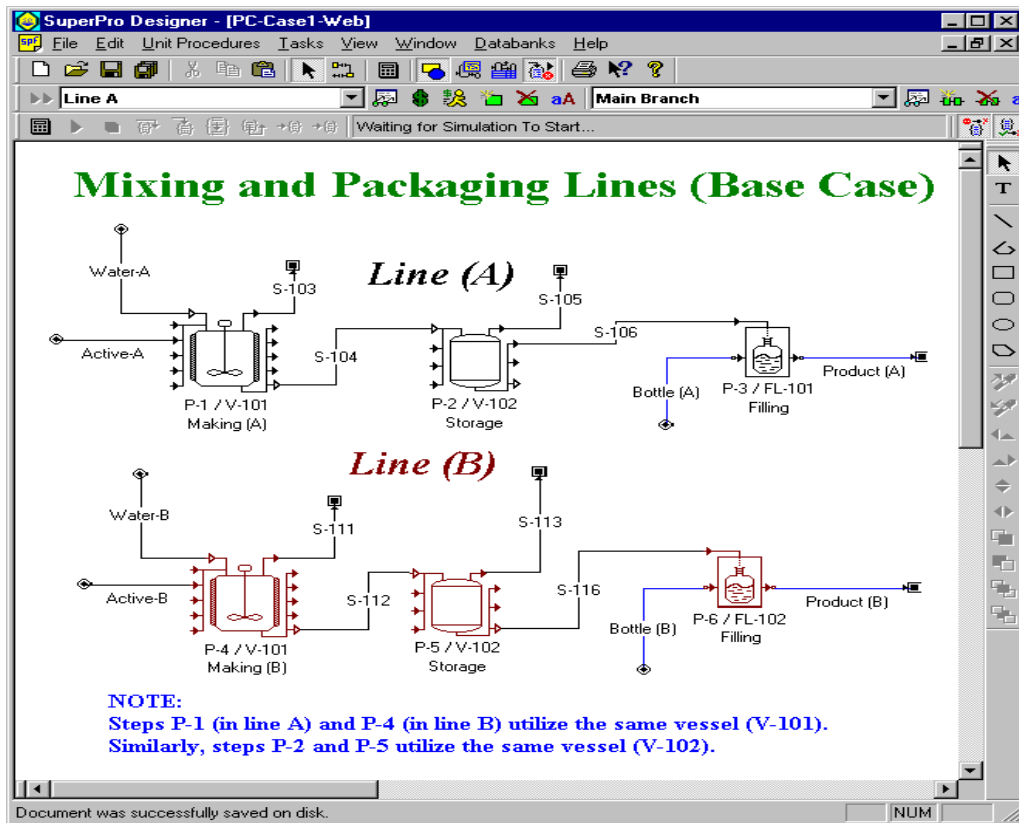 SuperPro Designer - [PC-Case1-Web]
File Edit Unit Procedures Tasks View Window Databanks Help
Line A
aA
Main Branch
Waiting for Simulation To Start...
T
Mixing and Packaging Lines (Base Case)
Line (A)
Water-A
S-103
S-105
Active-A
S-104
S-106
Bottle (A)
Product (A)
P-1 / V-101
Making (A)
P-2 / V-102
Storage
P-3 / FL-101
Filling
Line (B)
Water-B
S-111
S-113
Active-B
S-112
S-116
Bottle (B)
Product (B)
P-4 / V-101
Making (B)
P-5 / V-102
Storage
P-6 / FL-102
Filling
NOTE:
Steps P-1 (in line A) and P-4 (in line B) utilize the same vessel (V-101).
Similarly, steps P-2 and P-5 utilize the same vessel (V-102).
Document was successfully saved on disk.
NUM